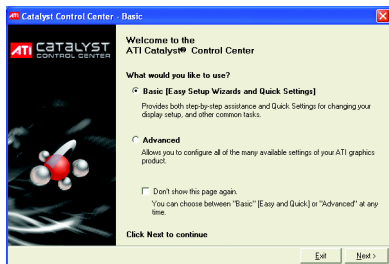 ATI Catalyst Control Center - Basic
ATI CATALYST
CONTROL CENTER
Welcome to the
ATI Catalyst® Control Center
What would you like to use?
Basic [Easy Setup Wizards and Quick Settings]
Provides both step-by-step assistance and Quick Settings for changing your
display setup, and other common tasks.
Advanced
Allows you to configure all of the many available settings of your ATI graphics
product.
Don't show this page again.
You can choose between "Basic" [Easy and Quick] or "Advanced" at any
time.
Click Next to continue
Exit
Next >